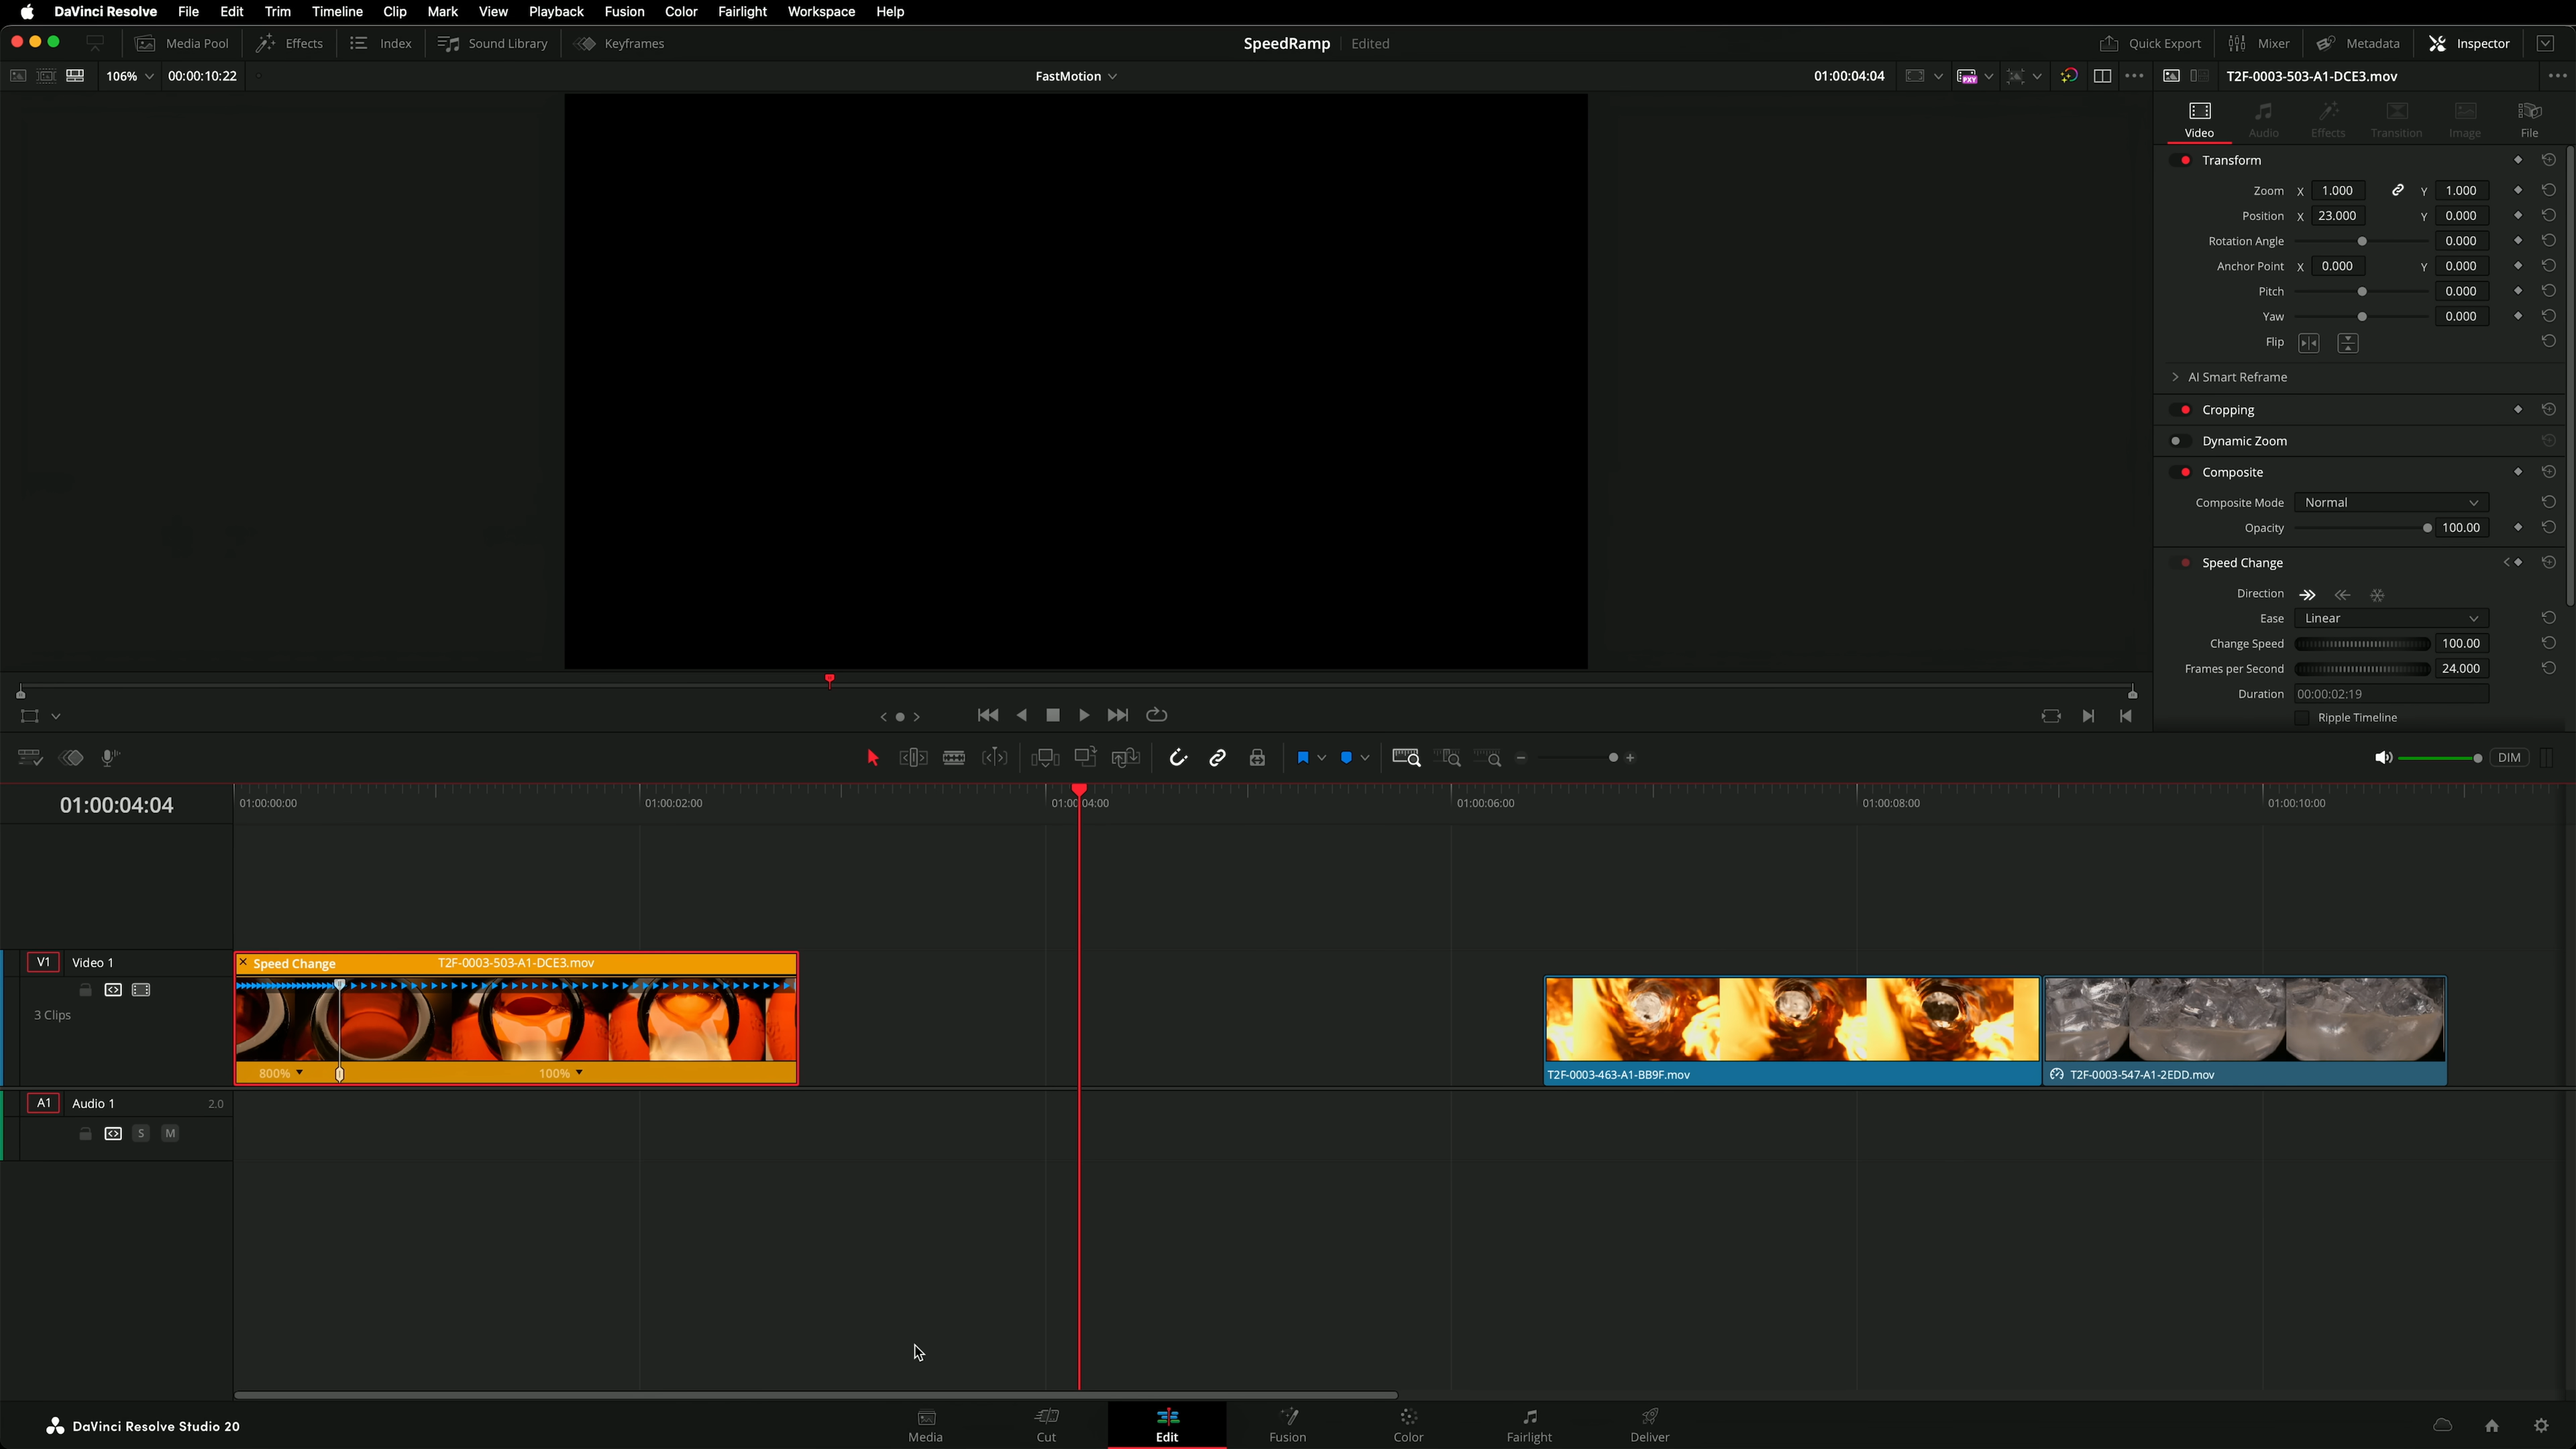 DaVinci Resolve File Edit Trim Timeline Clip Mark View Playback Fusion Color Fairlight Workspace Help
Media Pool Effects Index Sound Library Keyframes SpeedRamp Edited Quick Export Mixer Metadata Inspector
106% 00:00:10:22 FastMotion 01:00:04:04 PXY T2F-0003-503-A1-DCE3.mov
Video Audio Effects Transition Image File
Transform
Zoom X 1.000 Y 1.000
Position X 23.000 Y 0.000
Rotation Angle 0.000
Anchor Point X 0.000 Y 0.000
Pitch 0.000
Yaw 0.000
Flip
AI Smart Reframe
Cropping
Dynamic Zoom
Composite
Composite Mode Normal
Opacity 100.00
Speed Change
Direction
Ease Linear
Change Speed 100.00
Frames per Second 24.000
Duration 00:00:02:19
Ripple Timeline
DIM
01:00:04:04 01:00:00:00 01:00:02:00 01:00:04:00 01:00:06:00 01:00:08:00 01:00:10:00
V1 Video 1 Speed Change T2F-0003-503-A1-DCE3.mov
3 Clips
800% 100% T2F-0003-463-A1-BB9F.mov T2F-0003-547-A1-2EDD.mov
A1 Audio 1 2.0
S M
DaVinci Resolve Studio 20 Media Cut Edit Fusion Color Fairlight Deliver